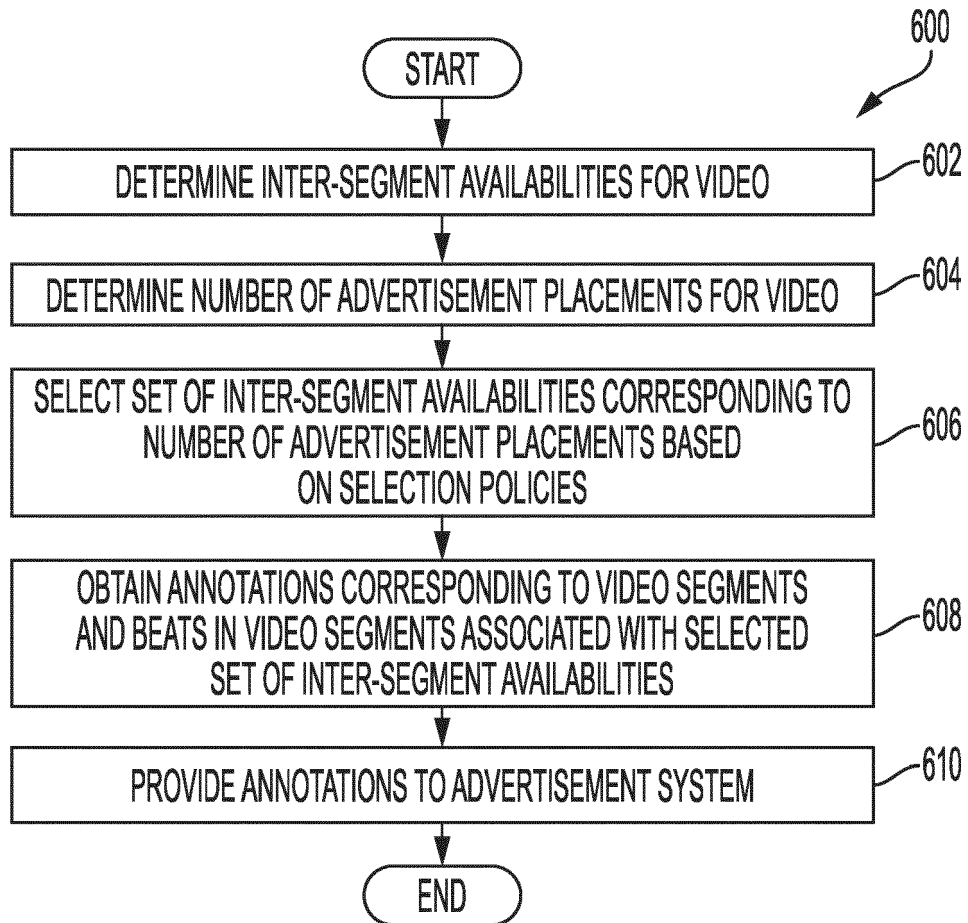 600
START
DETERMINE INTER-SEGMENT AVAILABILITIES FOR VIDEO
602
DETERMINE NUMBER OF ADVERTISEMENT PLACEMENTS FOR VIDEO
604
SELECT SET OF INTER-SEGMENT AVAILABILITIES CORRESPONDING TO
NUMBER OF ADVERTISEMENT PLACEMENTS BASED
ON SELECTION POLICIES
606
OBTAIN ANNOTATIONS CORRESPONDING TO VIDEO SEGMENTS
AND BEATS IN VIDEO SEGMENTS ASSOCIATED WITH SELECTED
SET OF INTER-SEGMENT AVAILABILITIES
608
PROVIDE ANNOTATIONS TO ADVERTISEMENT SYSTEM
610
END